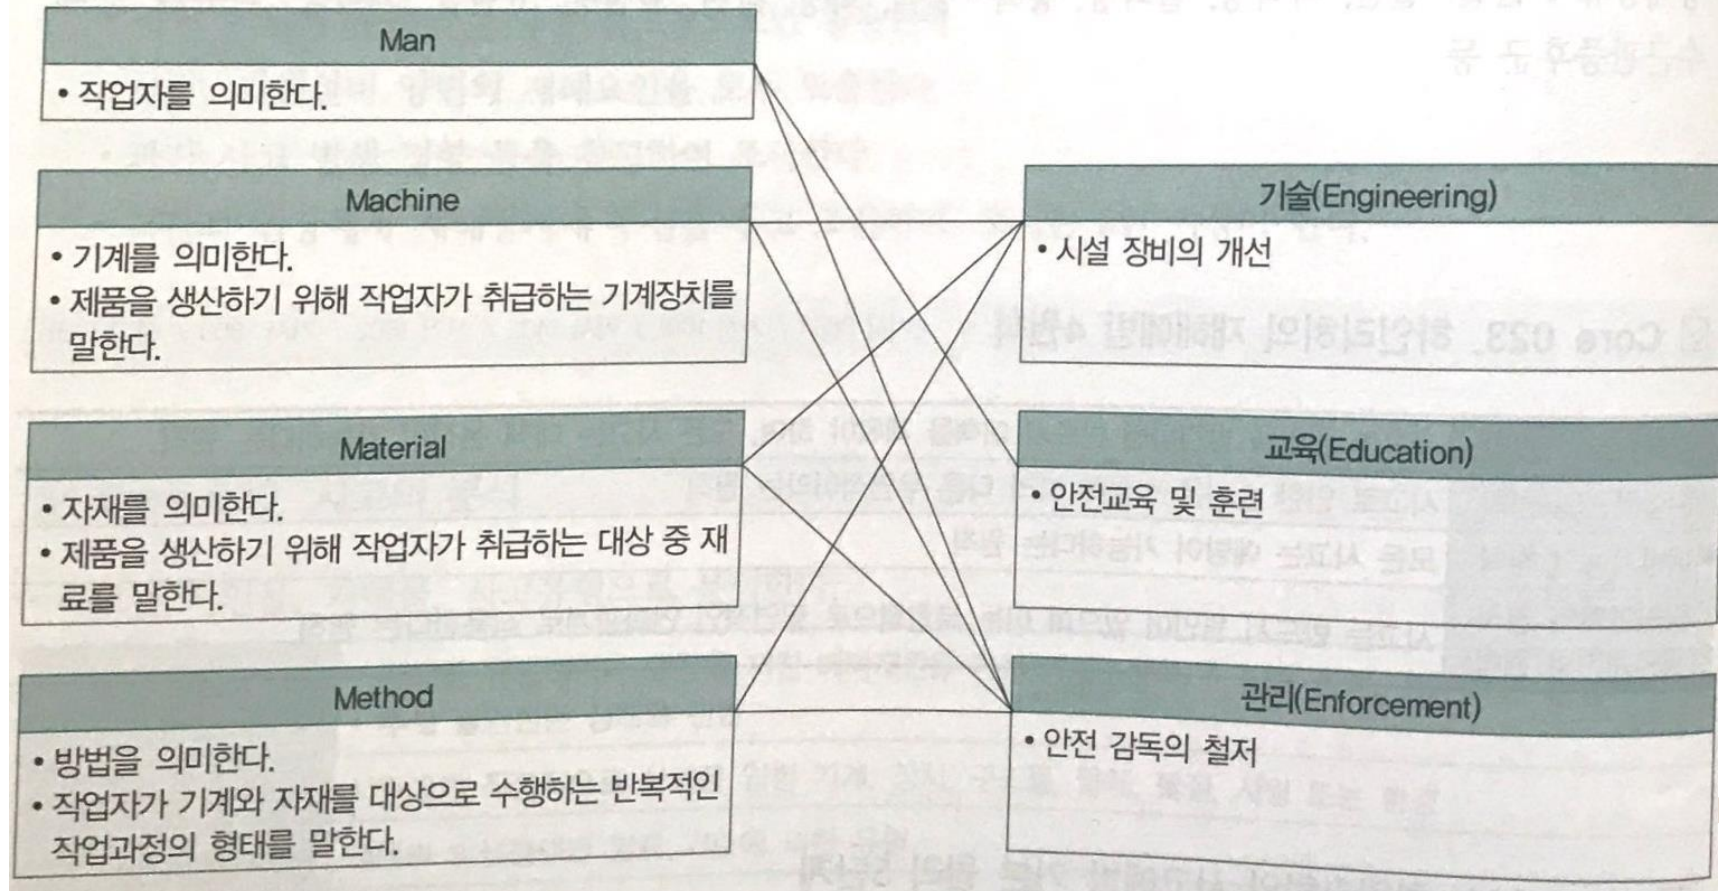 Man
• 작업자를 의미한다.
Machine
• 기계를 의미한다.
• 제품을 생산하기 위해 작업자가 취급하는 기계장치를
말한다.
Material
• 자재를 의미한다.
• 제품을 생산하기 위해 작업자가 취급하는 대상 중 재
료를 말한다.
Method
• 방법을 의미한다.
• 작업자가 기계와 자재를 대상으로 수행하는 반복적인
작업과정의 형태를 말한다.
기술(Engineering)
• 시설 장비의 개선
교육(Education)
• 안전교육 및 훈련
관리(Enforcement)
• 안전 감독의 철저